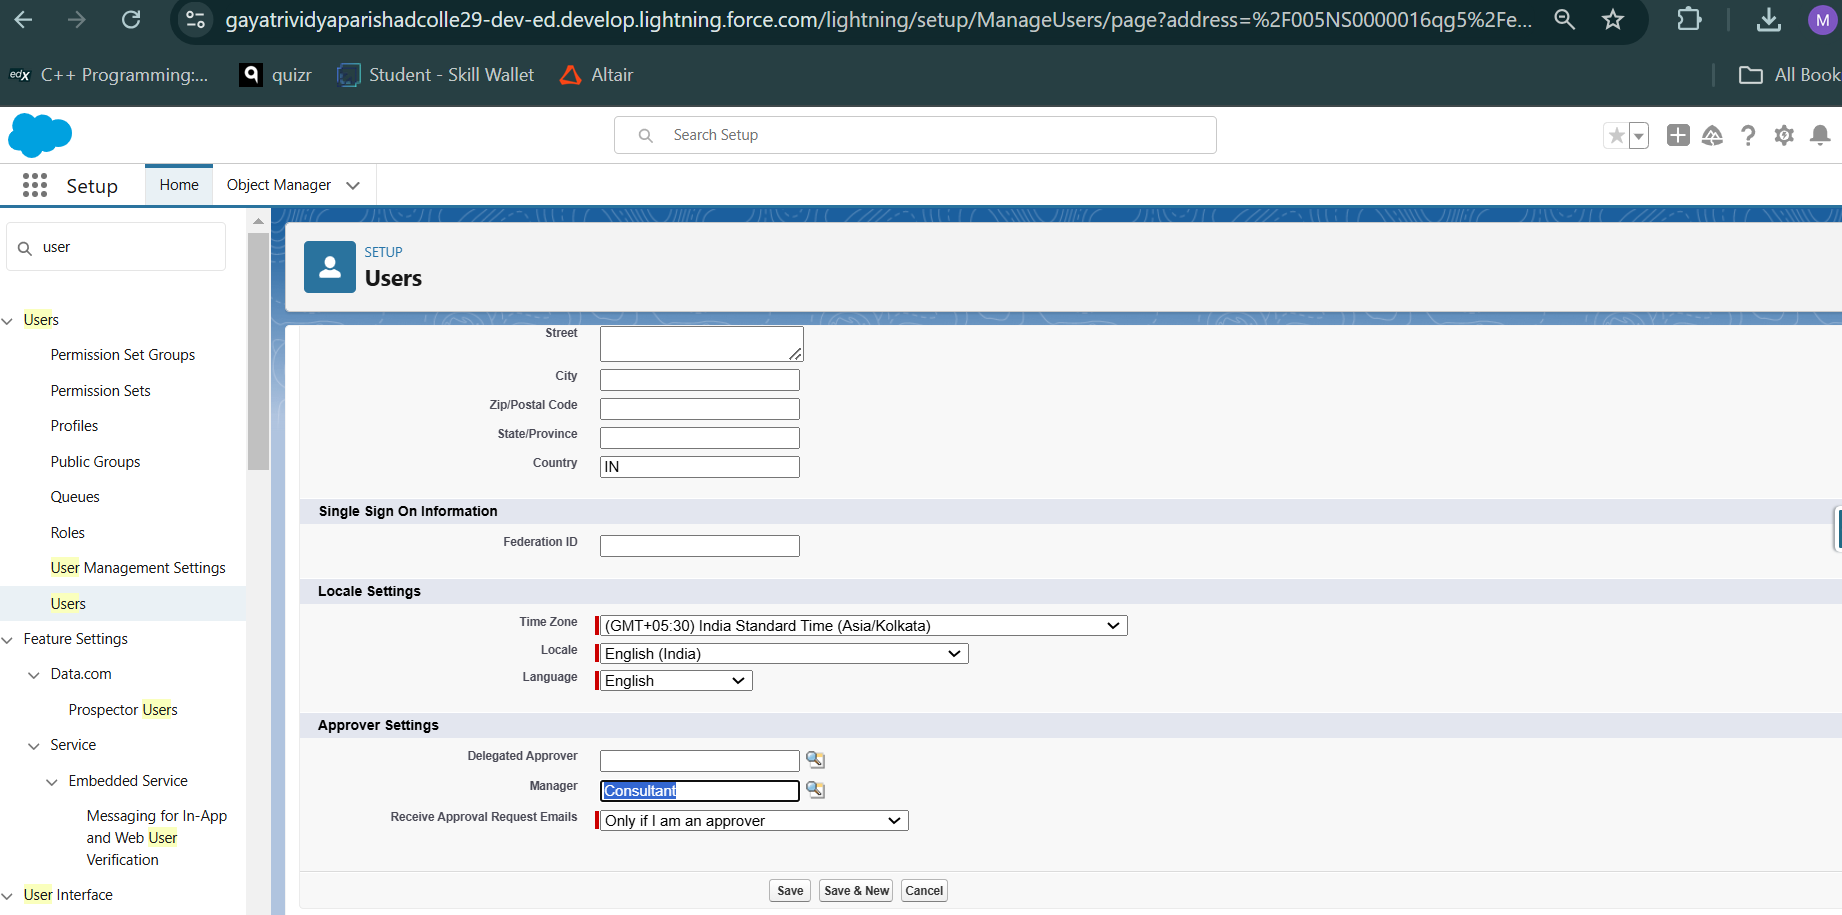 gayatrividyaparishadcolle29-dev-ed.develop.lightning.force.com/lightning/setup/ManageUsers/page?address=%2F005NS0000016qg5%2Fe...
M
edX C++ Programming:...
q quizr
Student - Skill Wallet
Altair
All Book
Search Setup
Setup
Home
Object Manager
user
Users
Permission Set Groups
Permission Sets
Profiles
Public Groups
Queues
Roles
User Management Settings
Users
Feature Settings
Data.com
Prospector Users
Service
Embedded Service
Messaging for In-App
and Web User
Verification
User Interface
SETUP
Users
Street
City
Zip/Postal Code
State/Province
Country IN
Single Sign On Information
Federation ID
Locale Settings
Time Zone (GMT+05:30) India Standard Time (Asia/Kolkata)
Locale English (India)
Language English
Approver Settings
Delegated Approver
Manager Consultant
Receive Approval Request Emails Only if I am an approver
Save Save & New Cancel